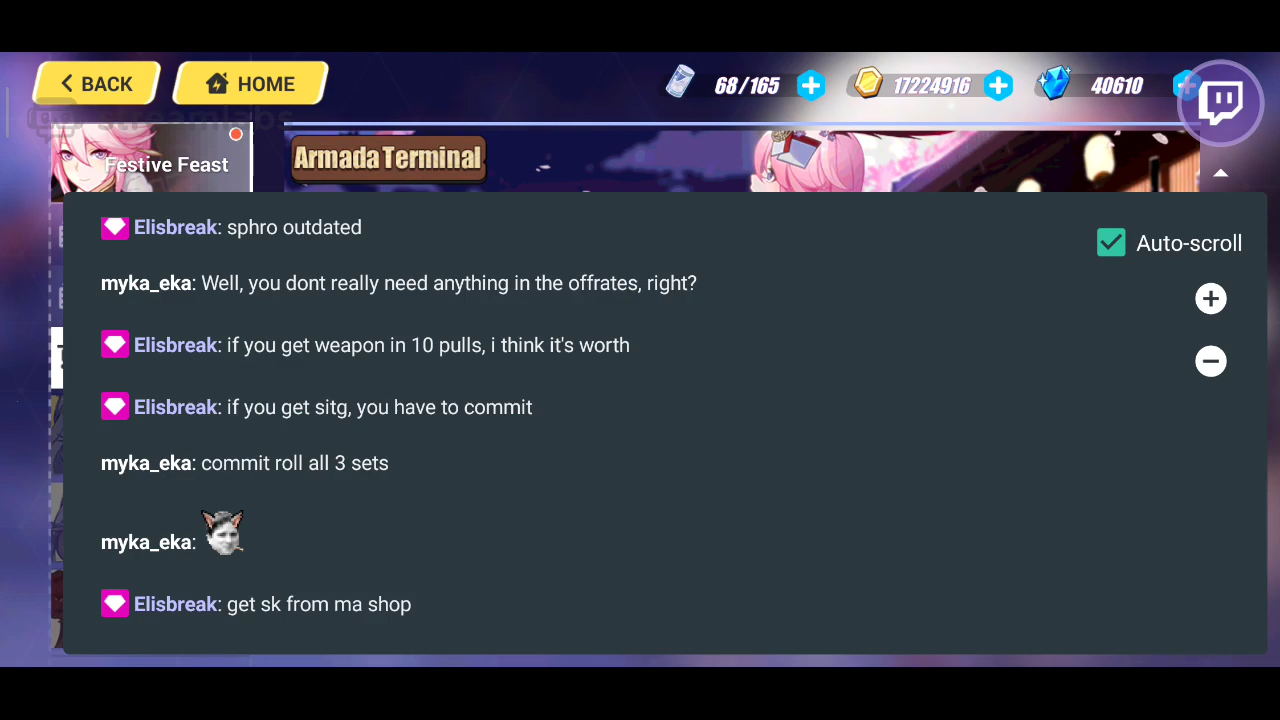 BACK
HOME
68/165
17224916
40610
streamlabs
Festive Feast
Armada Terminal
Elisbreak: sphro outdated
Auto-scroll
myka_eka: Well, you dont really need anything in the offrates, right?
Elisbreak: if you get weapon in 10 pulls, i think it's worth
Elisbreak: if you get sitg, you have to commit
myka_eka: commit roll all 3 sets
myka_eka:
Elisbreak: get sk from ma shop